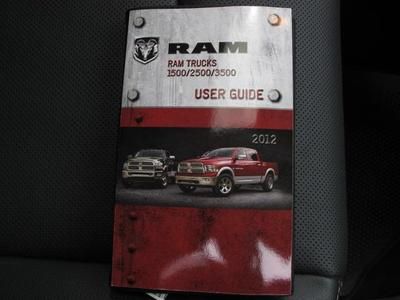 RAM
RAM TRUCKS
1500/2500/3500
USER GUIDE
2012